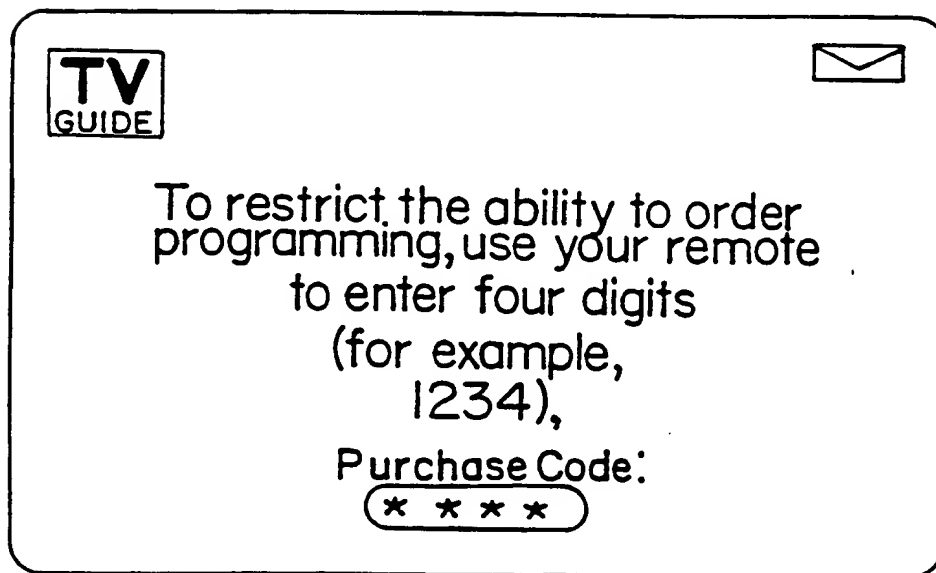 TV
GUIDE
To restrict the ability to order
programming, use your remote
to enter four digits
(for example,
1234),
Purchase Code:
* * * *